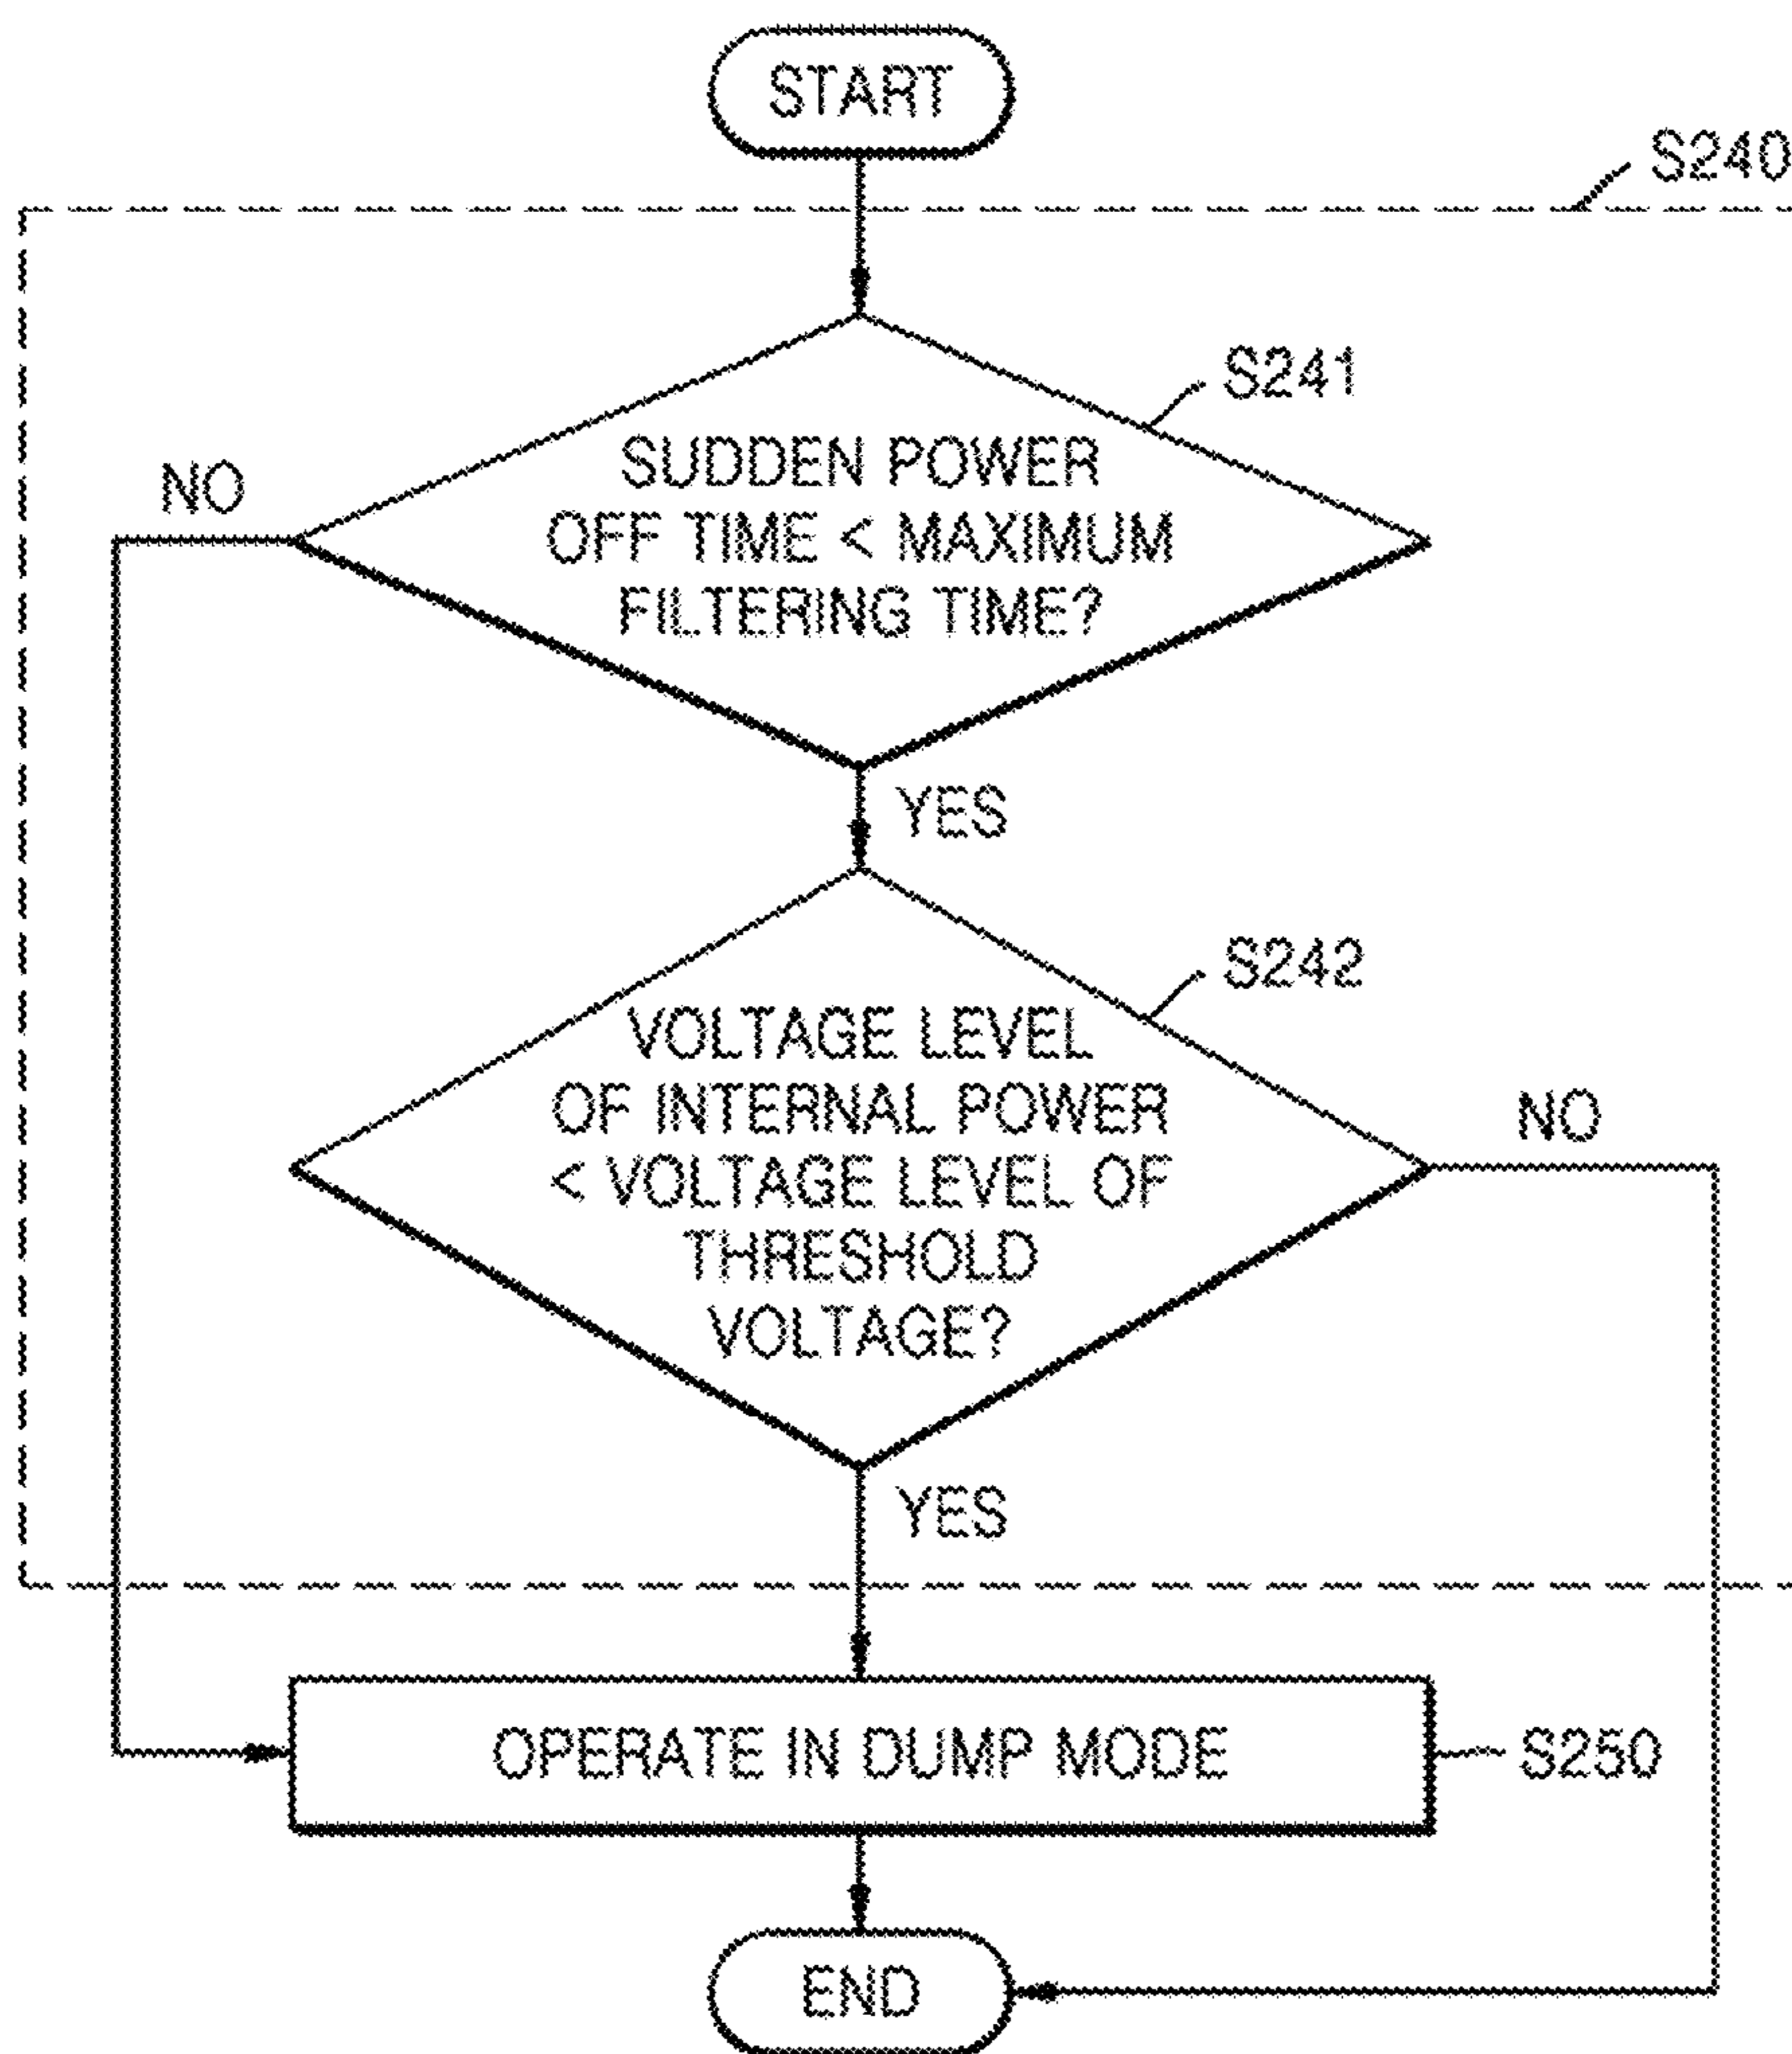 START
S240
S241
SUDDEN POWER
OFF TIME < MAXIMUM
FILTERING TIME?
NO
YES
S242
VOLTAGE LEVEL
OF INTERNAL POWER
< VOLTAGE LEVEL OF
THRESHOLD
VOLTAGE?
NO
YES
OPERATE IN DUMP MODE
S250
END